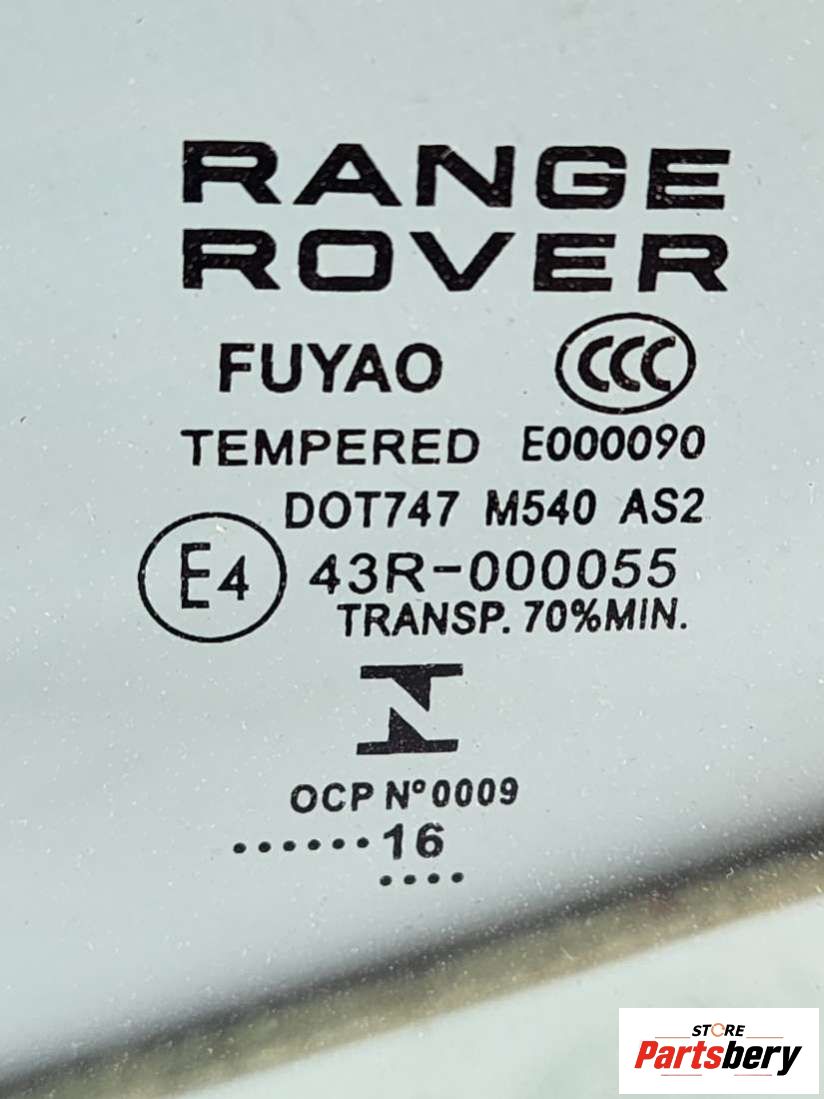 RANGE
ROVER
FUYAO CCC
TEMPERED E000090
DOT747 M540 AS2
E4 43R-000055
TRANSP. 70%MIN.
OCP Nº0009
······16
····
STORE
Partsbery